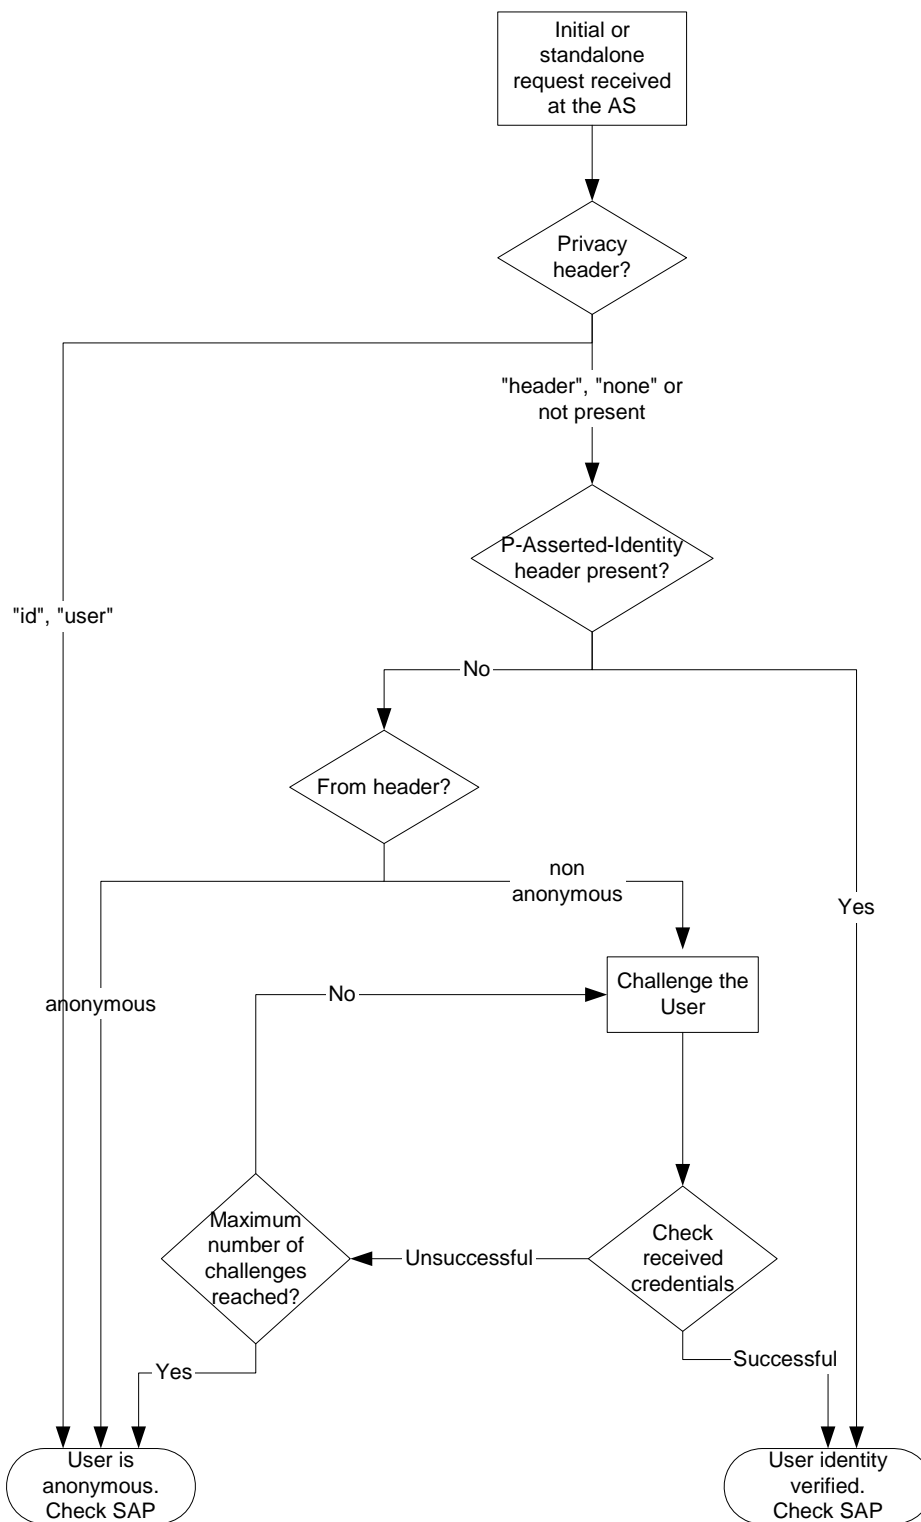 Initial or
standalone
request received
at the AS
Privacy
header?
"header", "none" or
not present
P-Asserted-Identity
header present?
"id", "user"
No
From header?
non
anonymous
Yes
anonymous
No
Challenge the
User
Maximum
number of
challenges
reached?
Unsuccessful
Check
received
credentials
Yes
Successful
User is
anonymous.
Check SAP
User identity
verified.
Check SAP